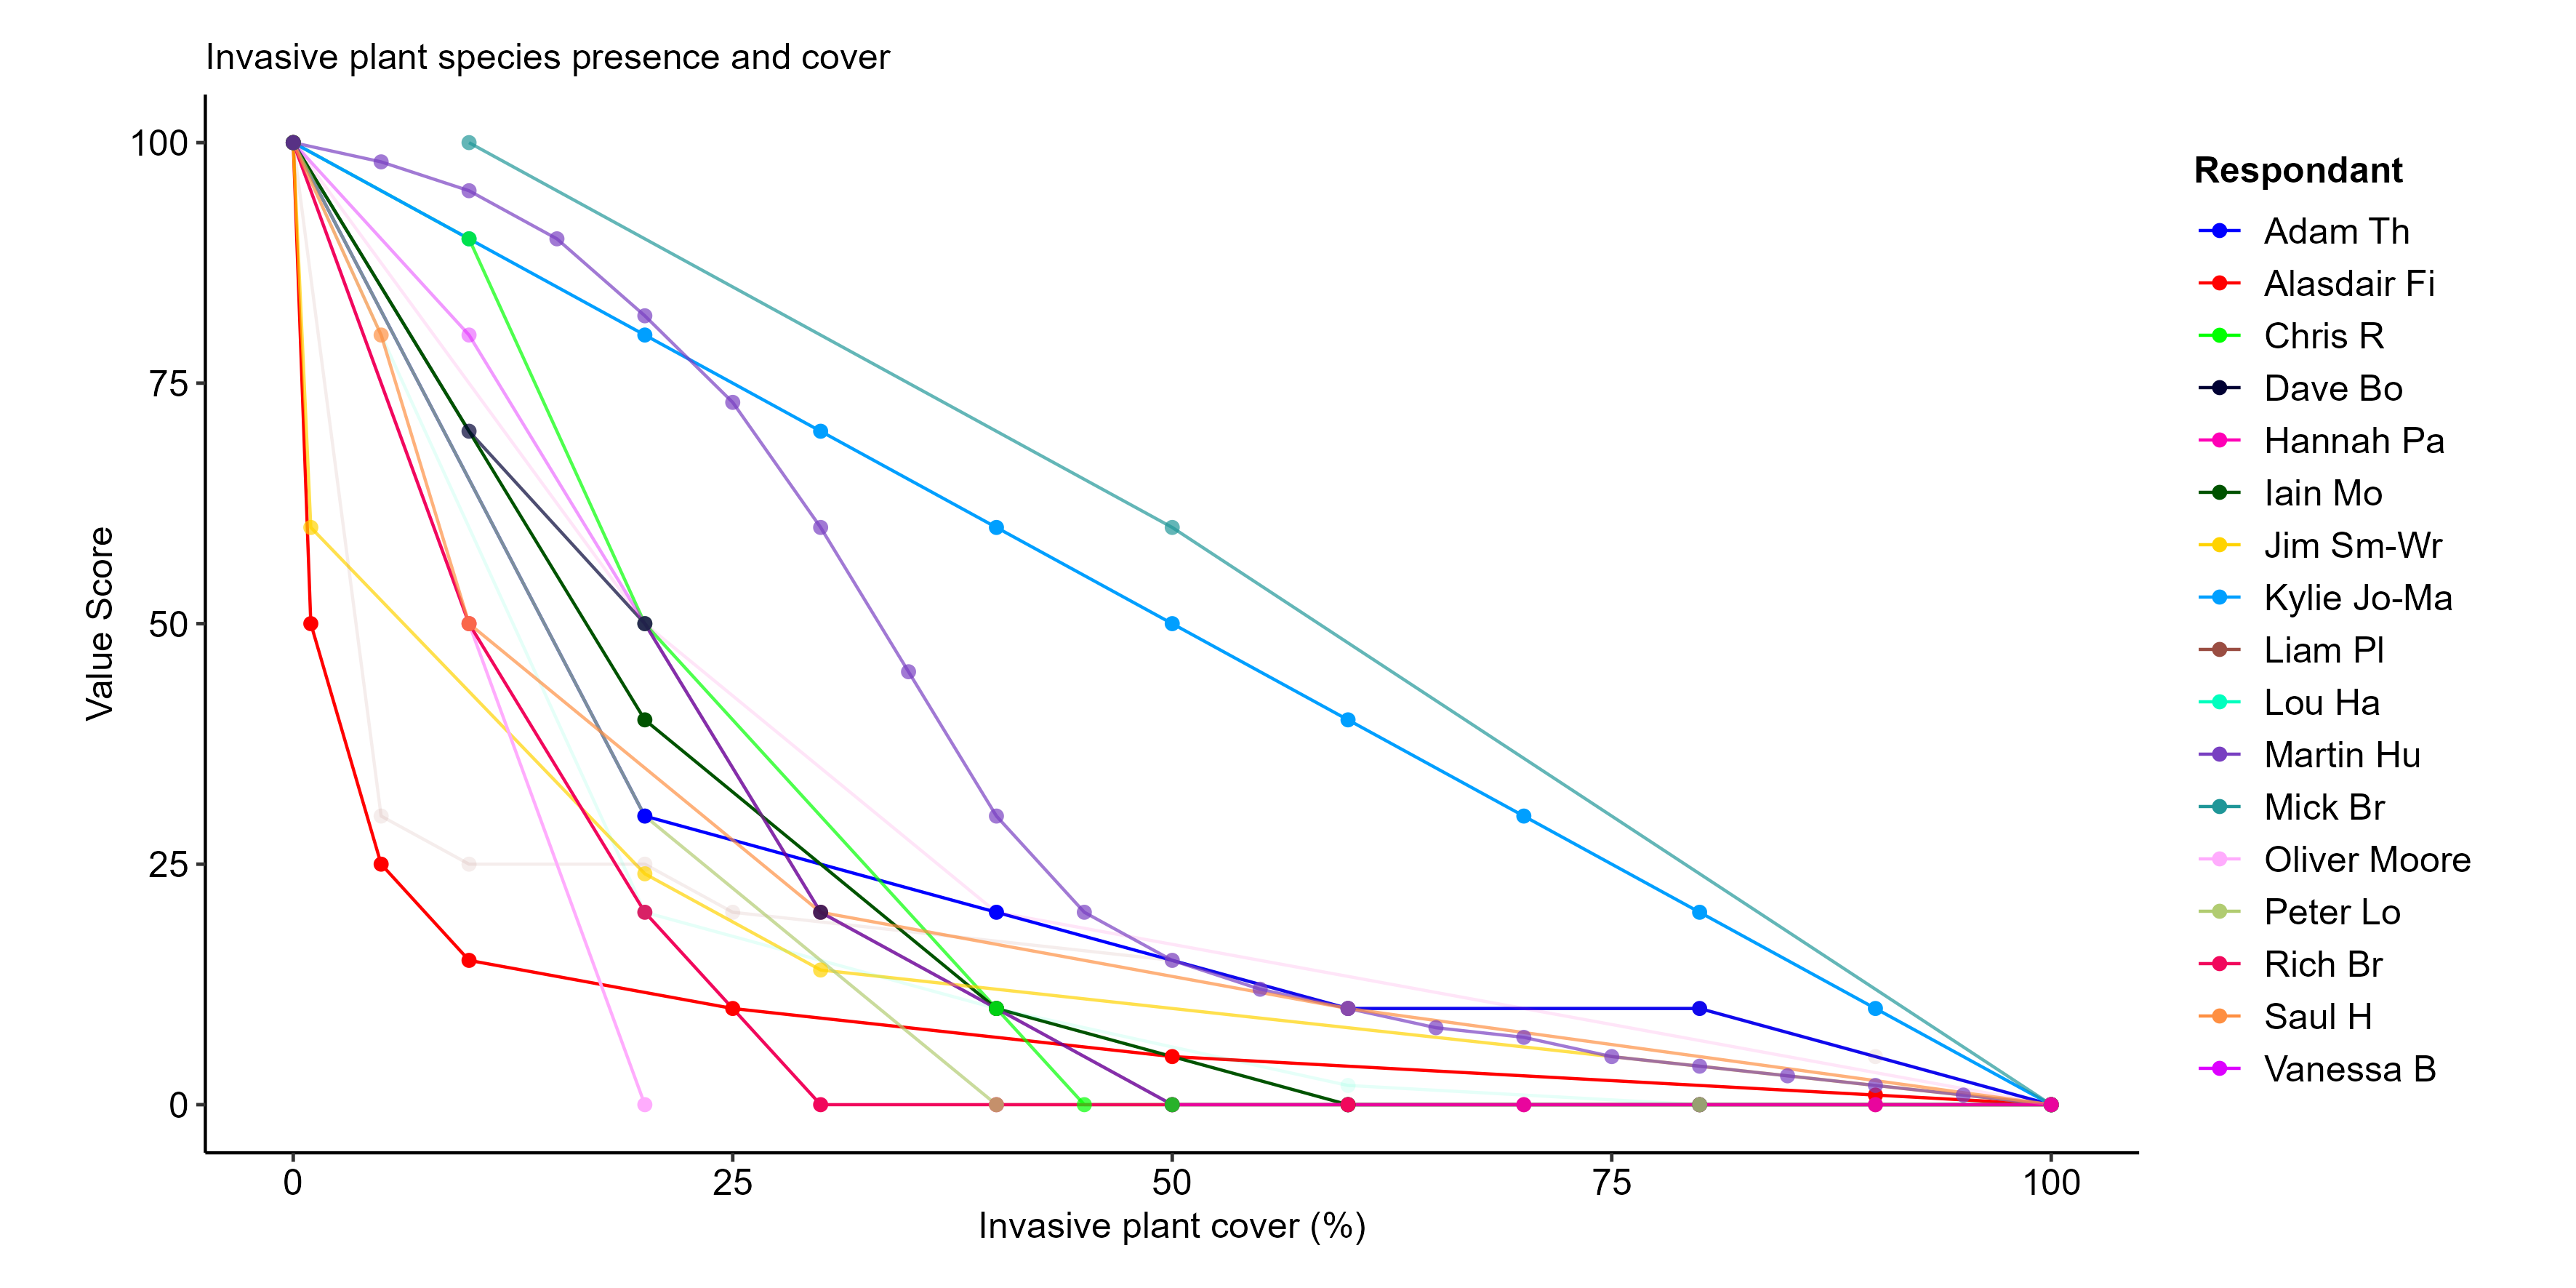 Invasive plant species presence and cover
100
75
50
25
0
Value Score
0 25 50 75 100
Invasive plant cover (%)
Respondant
Adam Th
Alasdair Fi
Chris R
Dave Bo
Hannah Pa
Iain Mo
Jim Sm-Wr
Kylie Jo-Ma
Liam Pl
Lou Ha
Martin Hu
Mick Br
Oliver Moore
Peter Lo
Rich Br
Saul H
Vanessa B